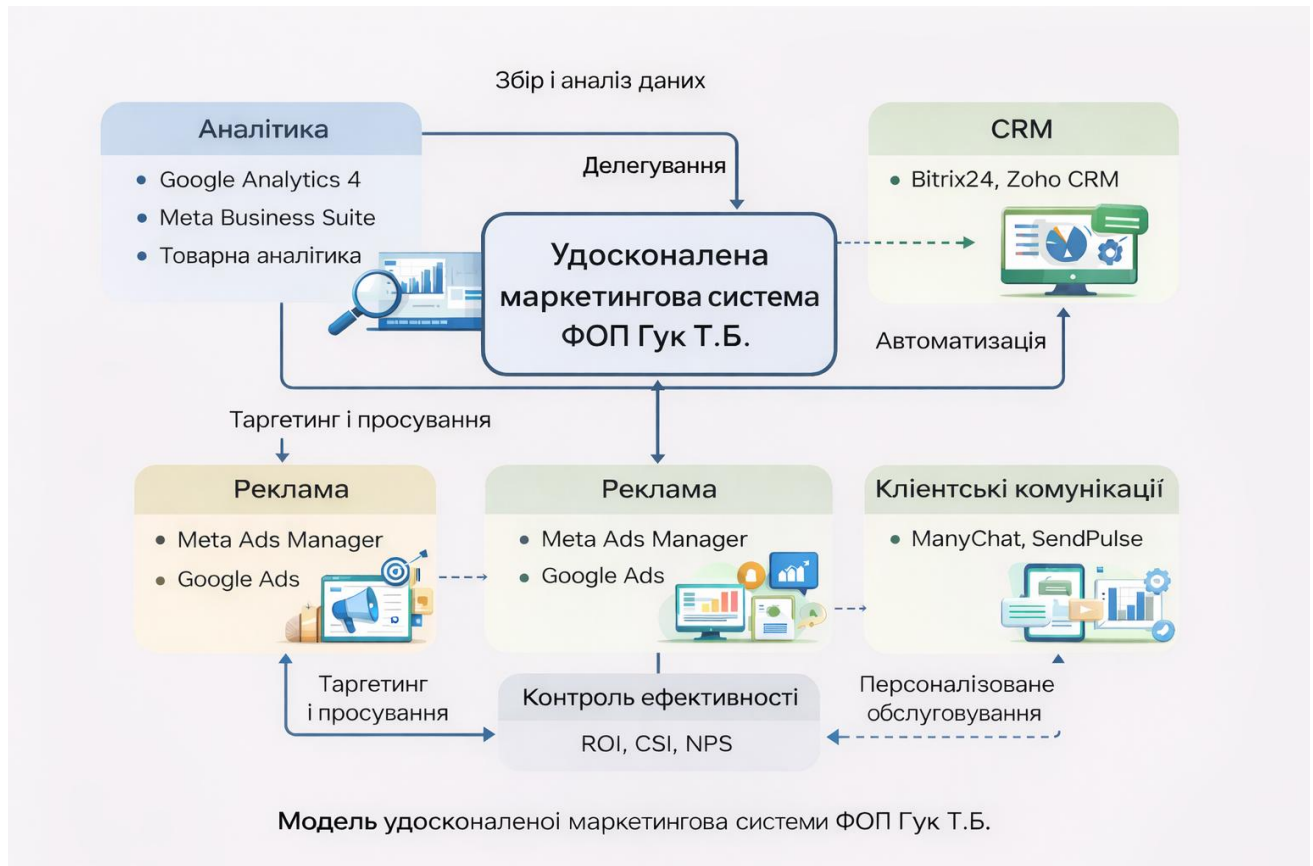 Збір і аналіз даних
Аналітика
• Google Analytics 4
• Meta Business Suite
• Товарна аналітика
Делегування
CRM
• Bitrix24, Zoho CRM
Удосконалена
маркетингова система
ФОП Гук Т.Б.
Автоматизація
Таргетинг і просування
Реклама
• Meta Ads Manager
• Google Ads
Реклама
• Meta Ads Manager
• Google Ads
Кліентські комунікації
• ManyChat, SendPulse
Таргетинг
і просування
Контроль ефективності
ROI, CSI, NPS
Персоналізоване
обслуговування
Модель удосконаленоі маркетингова системи ФОП Гук Т.Б.